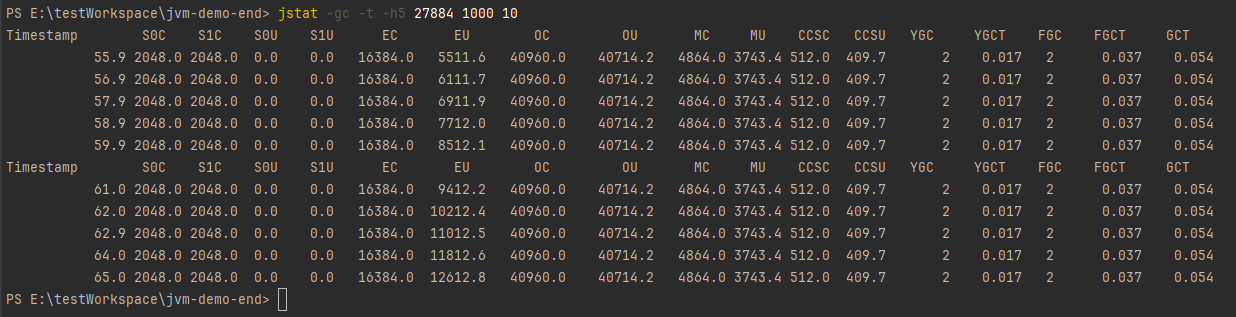 PS E:\testWorkspace\jvm-demo-end> jstat -gc -t -h5 27884 1000 10
Timestamp S0C S1C S0U S1U EC EU OC OU MC MU CCSC CCSU YGC YGCT FGC FGCT GCT
55.9 2048.0 2048.0 0.0 0.0 16384.0 5511.6 40960.0 40714.2 4864.0 3743.4 512.0 409.7 2 0.017 2 0.037 0.054
56.9 2048.0 2048.0 0.0 0.0 16384.0 6111.7 40960.0 40714.2 4864.0 3743.4 512.0 409.7 2 0.017 2 0.037 0.054
57.9 2048.0 2048.0 0.0 0.0 16384.0 6911.9 40960.0 40714.2 4864.0 3743.4 512.0 409.7 2 0.017 2 0.037 0.054
58.9 2048.0 2048.0 0.0 0.0 16384.0 7712.0 40960.0 40714.2 4864.0 3743.4 512.0 409.7 2 0.017 2 0.037 0.054
59.9 2048.0 2048.0 0.0 0.0 16384.0 8512.1 40960.0 40714.2 4864.0 3743.4 512.0 409.7 2 0.017 2 0.037 0.054
Timestamp S0C S1C S0U S1U EC EU OC OU MC MU CCSC CCSU YGC YGCT FGC FGCT GCT
61.0 2048.0 2048.0 0.0 0.0 16384.0 9412.2 40960.0 40714.2 4864.0 3743.4 512.0 409.7 2 0.017 2 0.037 0.054
62.0 2048.0 2048.0 0.0 0.0 16384.0 10212.4 40960.0 40714.2 4864.0 3743.4 512.0 409.7 2 0.017 2 0.037 0.054
62.9 2048.0 2048.0 0.0 0.0 16384.0 11012.5 40960.0 40714.2 4864.0 3743.4 512.0 409.7 2 0.017 2 0.037 0.054
64.0 2048.0 2048.0 0.0 0.0 16384.0 11812.6 40960.0 40714.2 4864.0 3743.4 512.0 409.7 2 0.017 2 0.037 0.054
65.0 2048.0 2048.0 0.0 0.0 16384.0 12612.8 40960.0 40714.2 4864.0 3743.4 512.0 409.7 2 0.017 2 0.037 0.054
PS E:\testWorkspace\jvm-demo-end>